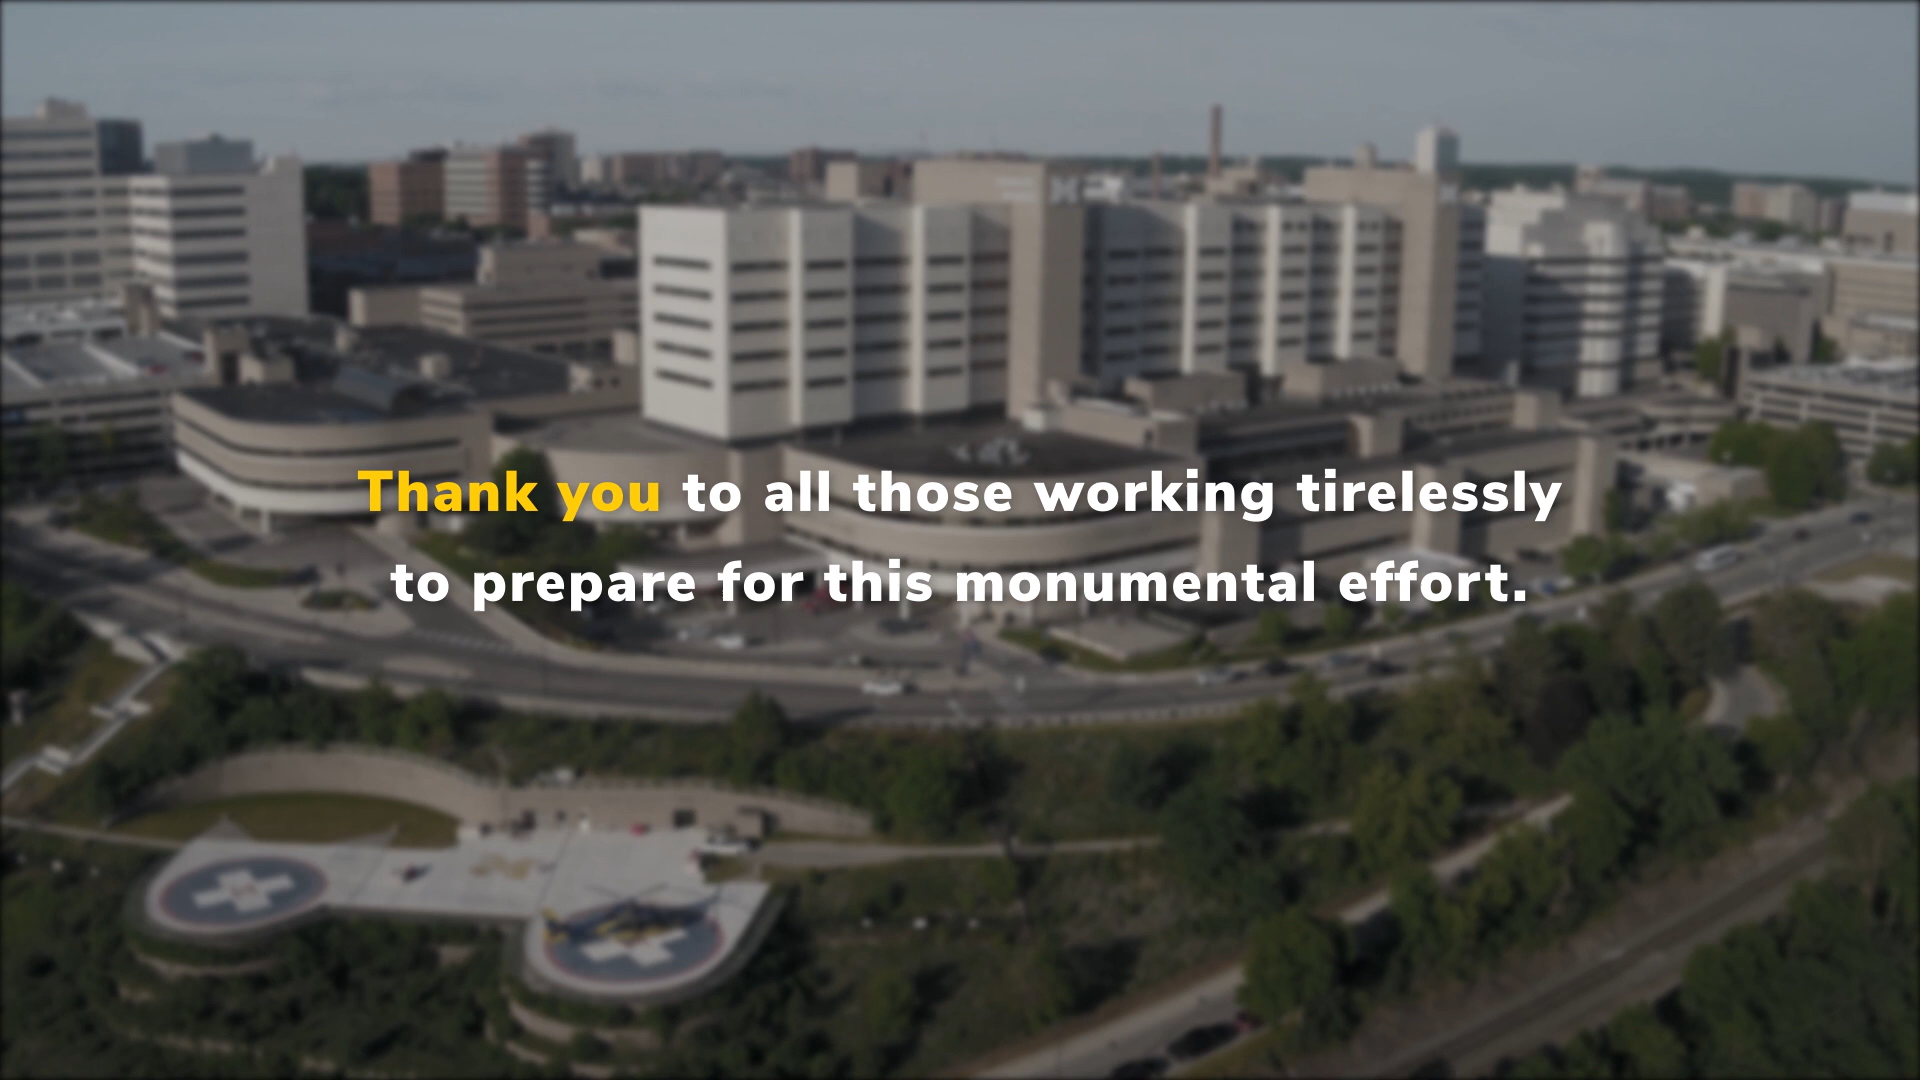 Thank you to all those working tirelessly
to prepare for this monumental effort.